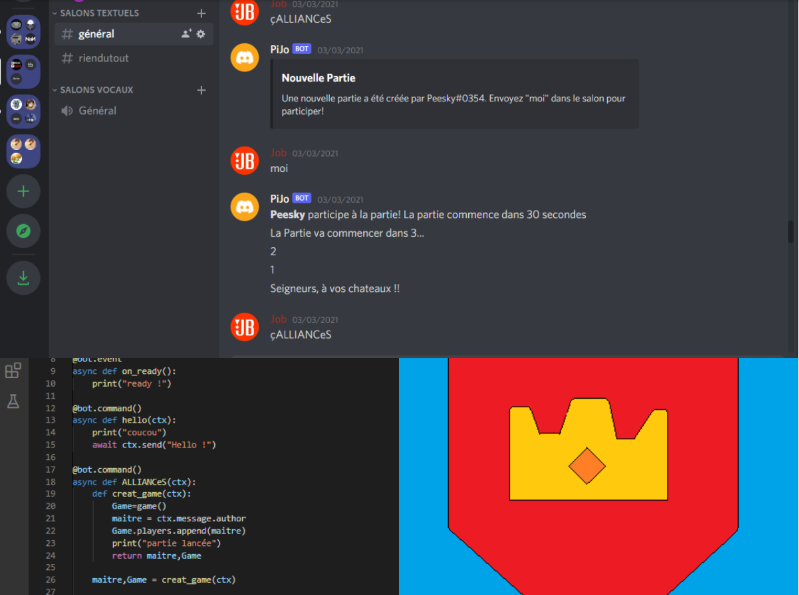 SALONS TEXTUELS
général
riendutout
SALONS VOCAUX
Général
Job 03/03/2021
çALLIANCeS
PiJo BOT 03/03/2021
Nouvelle Partie
Une nouvelle partie a été créée par Peesky#0354. Envoyez "moi" dans le salon pour
participer!
Job 03/03/2021
moi
PiJo BOT 03/03/2021
Peesky participe à la partie! La partie commence dans 30 secondes
La Partie va commencer dans 3...
2
1
Seigneurs, à vos chateaux !!
Job 03/03/2021
çALLIANCeS
8 @bot.event
9 async def on_ready():
10 print("ready !")
11
12 @bot.command()
13 async def hello(ctx):
14 print("coucou")
15 await ctx.send("Hello !")
16
17 @bot.command()
18 async def ALLIANCeS(ctx):
19 def creat_game(ctx):
20 Game=game()
21 maitre = ctx.message.author
22 Game.players.append(maitre)
23 print("partie lancée")
24 return maitre,Game
25
26 maitre,Game = creat_game(ctx)
27